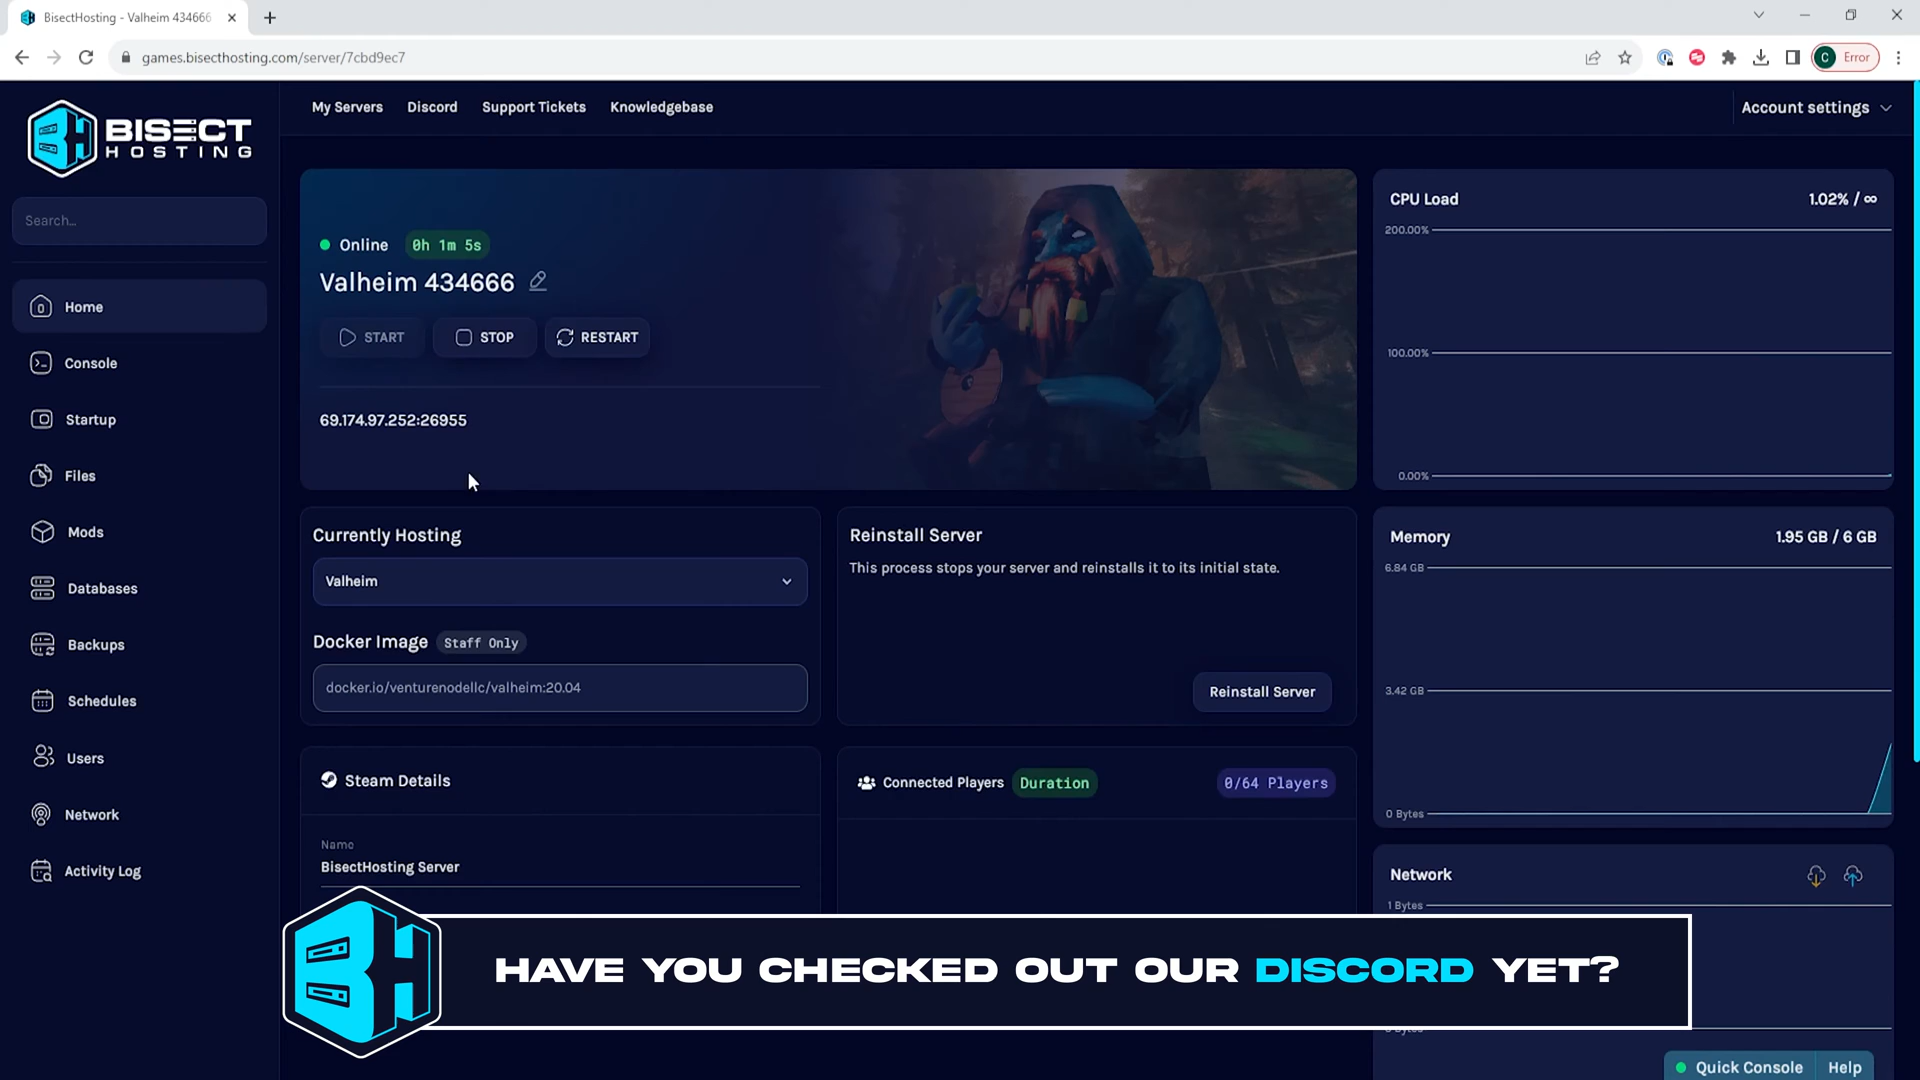 BisectHosting - Valheim 434666
games.bisecthosting.com/server/7cbd9ec7
C
Error
BISECT
HOSTING
My Servers
Discord
Support Tickets
Knowledgebase
Account settings
Search...
Home
Console
Startup
Files
Mods
Databases
Backups
Schedules
Users
Network
Activity Log
Online
0h 1m 5s
Valheim 434666
START
STOP
RESTART
69.174.97.252:26955
CPU Load
1.02% / ∞
200.00%
100.00%
0.00%
Currently Hosting
Valheim
Docker Image
Staff Only
docker.io/venturenodellc/valheim:20.04
Reinstall Server
This process stops your server and reinstalls it to its initial state.
Reinstall Server
Memory
1.95 GB / 6 GB
6.84 GB
3.42 GB
0 Bytes
Steam Details
Name
BisectHosting Server
Connected Players
Duration
0/64 Players
Network
1 Bytes
HAVE YOU CHECKED OUT OUR DISCORD YET?
Quick Console
Help